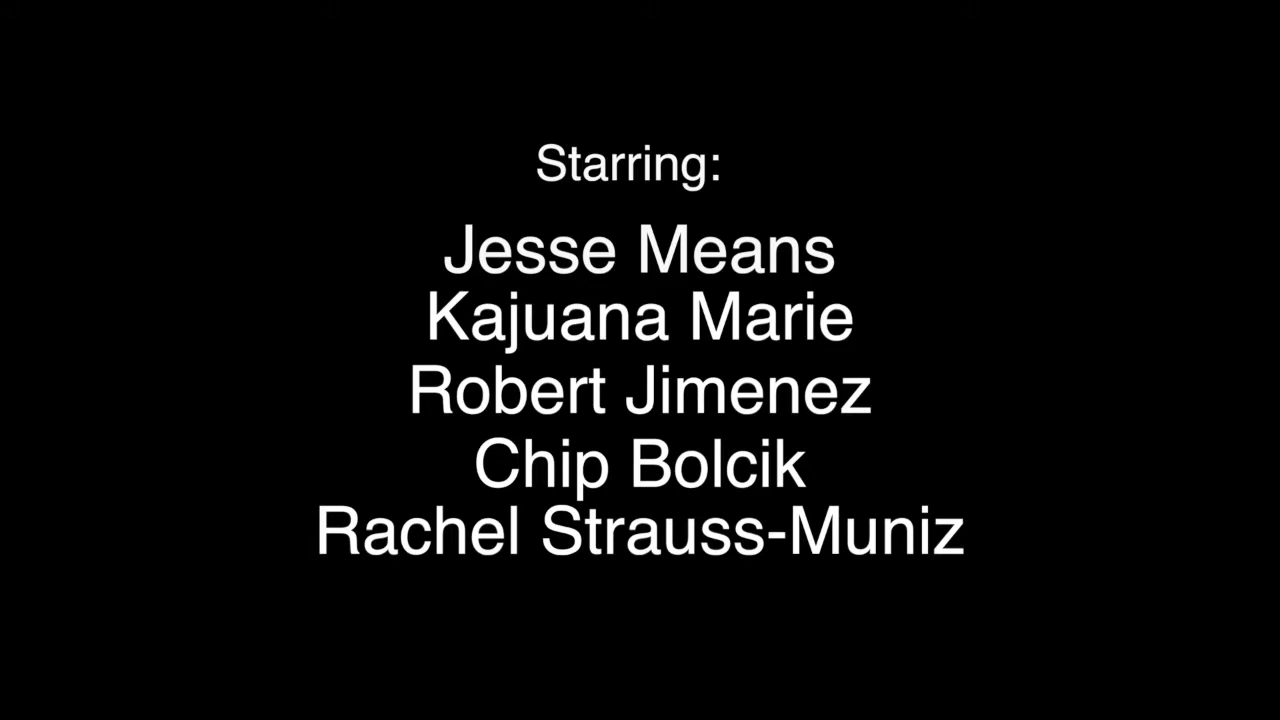 Starring:
Jesse Means
Kajuana Marie
Robert Jimenez
Chip Bolcik
Rachel Strauss-Muniz